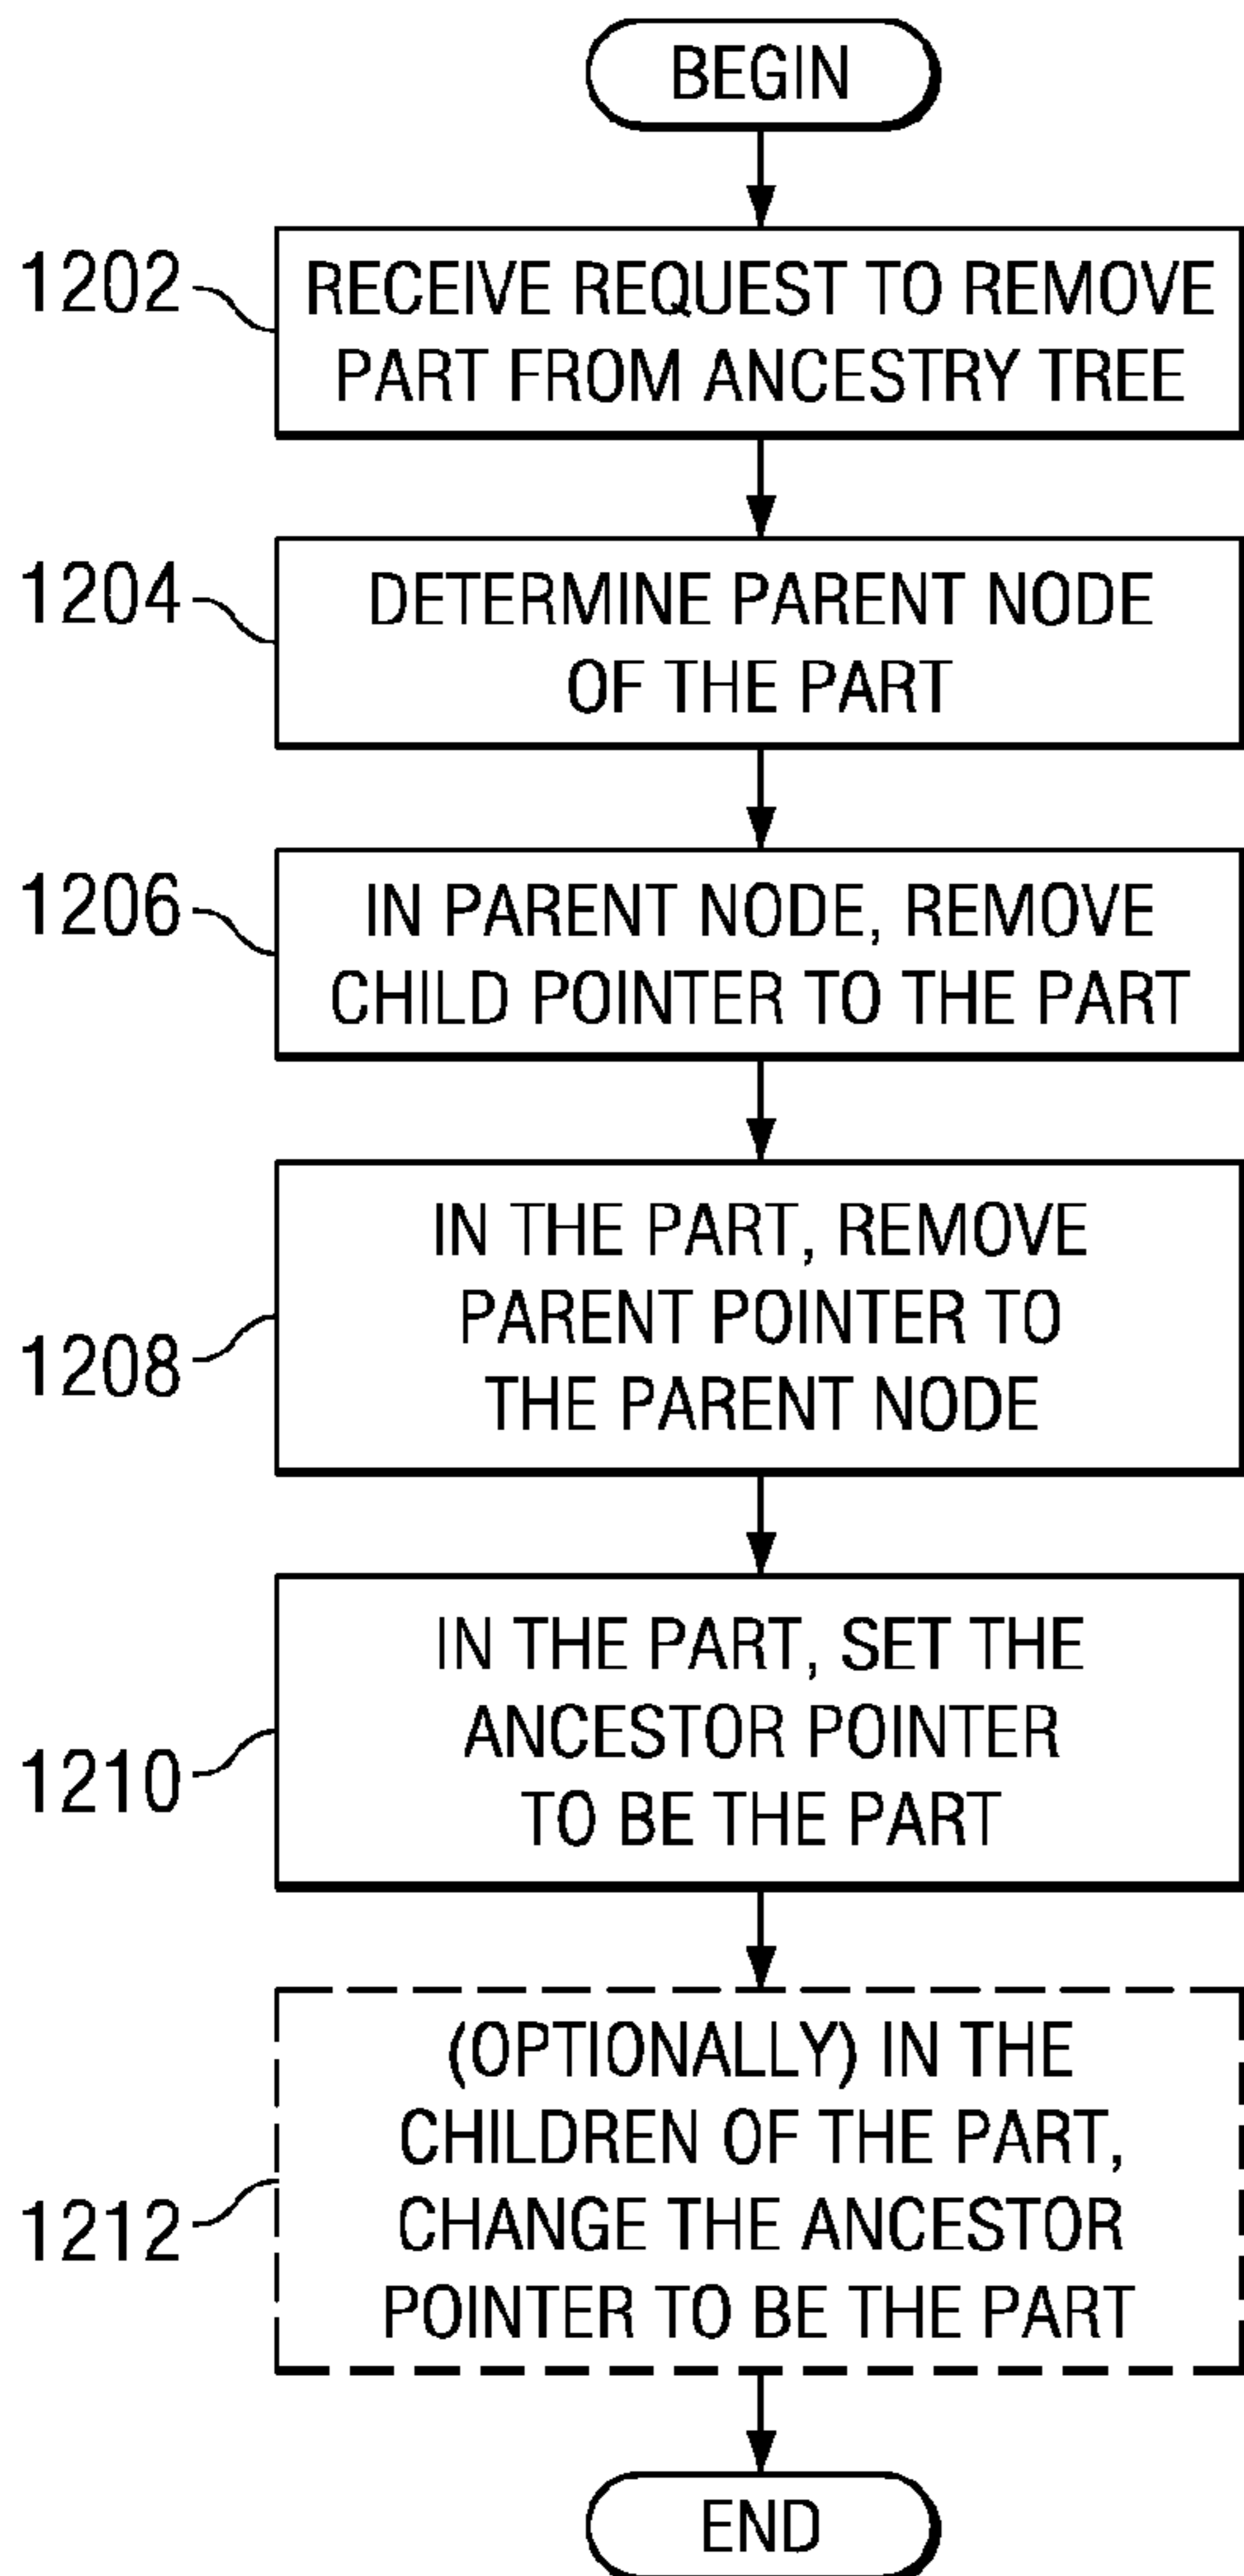 BEGIN
1202
RECEIVE REQUEST TO REMOVE
PART FROM ANCESTRY TREE
1204
DETERMINE PARENT NODE
OF THE PART
1206
IN PARENT NODE, REMOVE
CHILD POINTER TO THE PART
1208
IN THE PART, REMOVE
PARENT POINTER TO
THE PARENT NODE
1210
IN THE PART, SET THE
ANCESTOR POINTER
TO BE THE PART
1212
(OPTIONALLY) IN THE
CHILDREN OF THE PART,
CHANGE THE ANCESTOR
POINTER TO BE THE PART
END